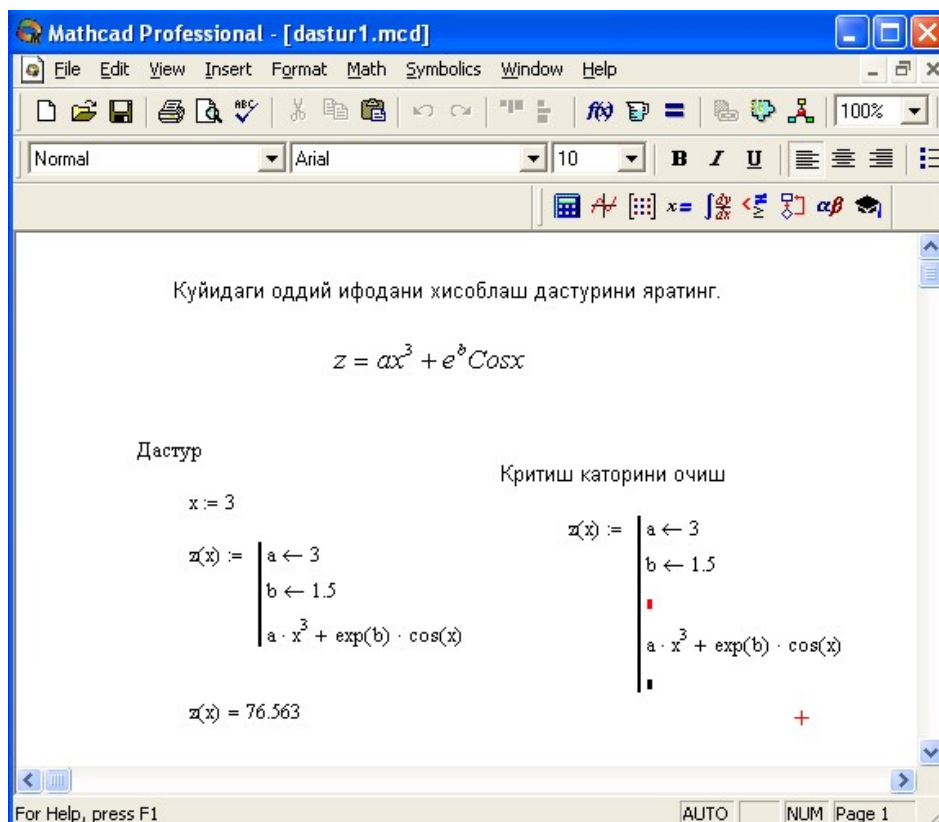 Mathcad Professional - [dastur1.mcd]
File Edit View Insert Format Math Symbolics Window Help
100%
Normal Arial 10 B I U
Куйидаги оддий ифодани хисоблаш дастурини яратинг.
z = ax³ + eᵇCosx
Дастур
x := 3
z(x) := a ← 3
b ← 1.5
a · x³ + exp(b) · cos(x)
z(x) = 76.563
Критиш каторини очиш
z(x) := a ← 3
b ← 1.5
a · x³ + exp(b) · cos(x)
For Help, press F1 AUTO NUM Page 1